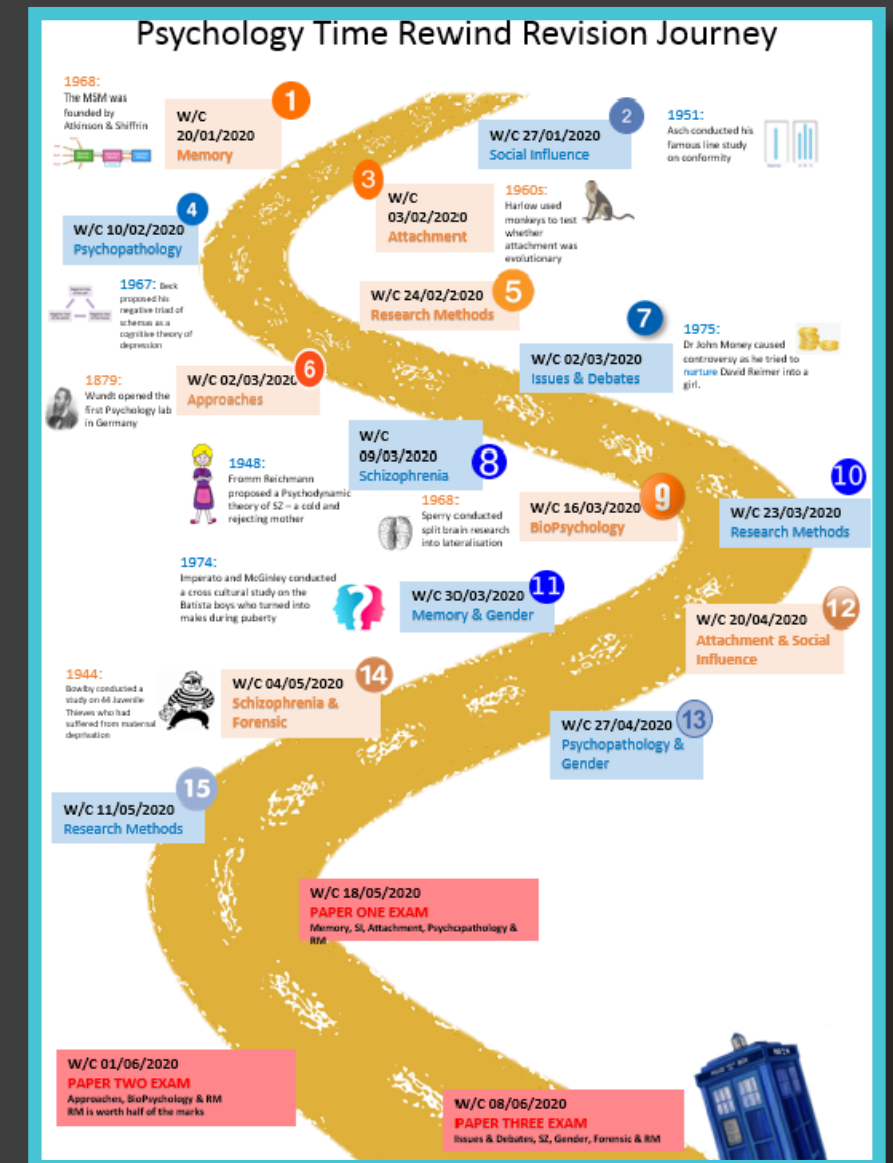 Psychology Time Rewind Revision Journey
1968:
The MSM was
founded by
Atkinson & Shiffrin
W/C
20/01/2020
Memory
1
W/C 27/01/2020
Social Influence
2
1951:
Asch conducted his
famous line study
on conformity
3
W/C
03/02/2020
Attachment
1960s:
Harlow used
monkeys to test
whether
attachment was
evolutionary
4
W/C 10/02/2020
Psychopathology
1967: Beck
proposed his
negative triad of
schemas as a
cognitive theory of
depression
W/C 24/02/2020
Research Methods
5
7
W/C 02/03/2020
Issues & Debates
1975:
Dr John Money caused
controversy as he tried to
nurture David Reimer into a
girl.
1879:
Wundt opened the
first Psychology lab
in Germany
W/C 02/03/2020
Approaches
6
W/C
09/03/2020
Schizophrenia
8
1948:
Fromm Reichmann
proposed a Psychodynamic
theory of SZ – a cold and
rejecting mother
1968:
Sperry conducted
split brain research
into lateralisation
W/C 16/03/2020
BioPsychology
9
10
W/C 23/03/2020
Research Methods
1974:
Imperato and McGinley conducted
a cross cultural study on the
Batista boys who turned into
males during puberty
W/C 30/03/2020
Memory & Gender
11
12
W/C 20/04/2020
Attachment & Social
Influence
1944:
Bowlby conducted a
study on 44 Juvenile
Thieves who had
suffered from maternal
deprivation
W/C 04/05/2020
Schizophrenia &
Forensic
14
W/C 27/04/2020
Psychopathology &
Gender
13
15
W/C 11/05/2020
Research Methods
W/C 18/05/2020
PAPER ONE EXAM
Memory, SI, Attachment, Psychopathology &
RM
W/C 01/06/2020
PAPER TWO EXAM
Approaches, BioPsychology & RM
RM is worth half of the marks
W/C 08/06/2020
PAPER THREE EXAM
Issues & Debates, SZ, Gender, Forensic & RM